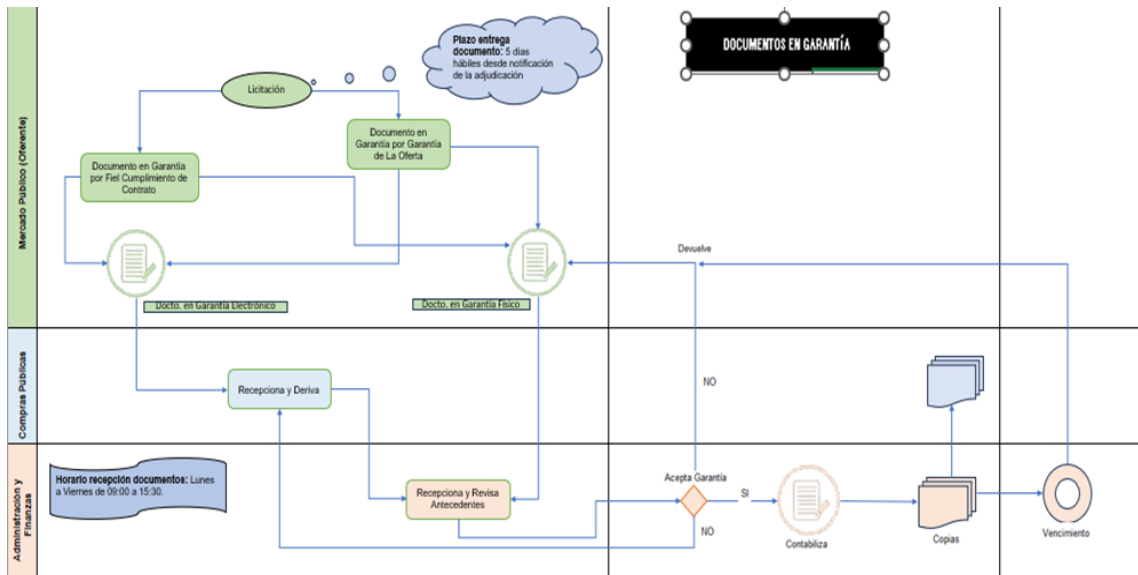 DOCUMENTOS EN GARANTÍA
Mercado Público (Oferente)
Plazo entrega
documento: 5 días
hábiles desde notificación
de la adjudicación
Licitación
Documento en
Garantía por Garantía
de La Oferta
Documento en Garantía
por Fiel Cumplimiento de
Contrato
Devuelve
Docto. en Garantía Electrónico
Docto. en Garantía Físico
Compras Públicas
Recepciona y Deriva
NO
Administracion y
Finanzas
Horario recepción documentos: Lunes
a Viernes de 09:00 a 15:30.
Recepciona y Revisa
Antecedentes
Acepta Garantía
SI
NO
Contabiliza
Copias
Vencimiento